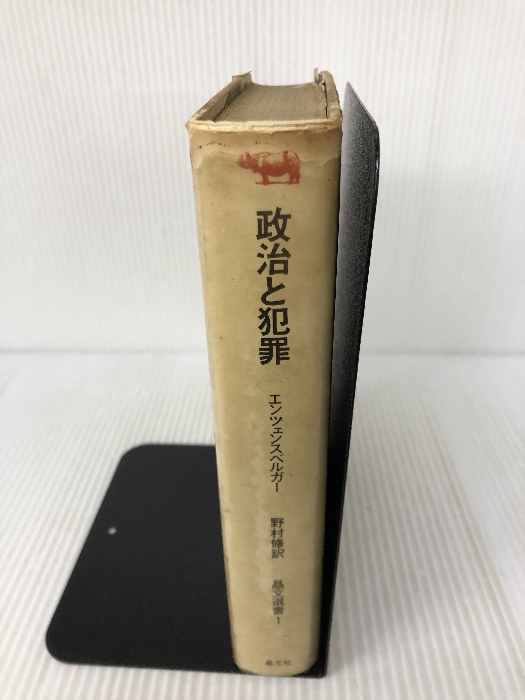 政治と犯罪
エンツェンスベルガー
野村修訳
晶文選書1
晶文社